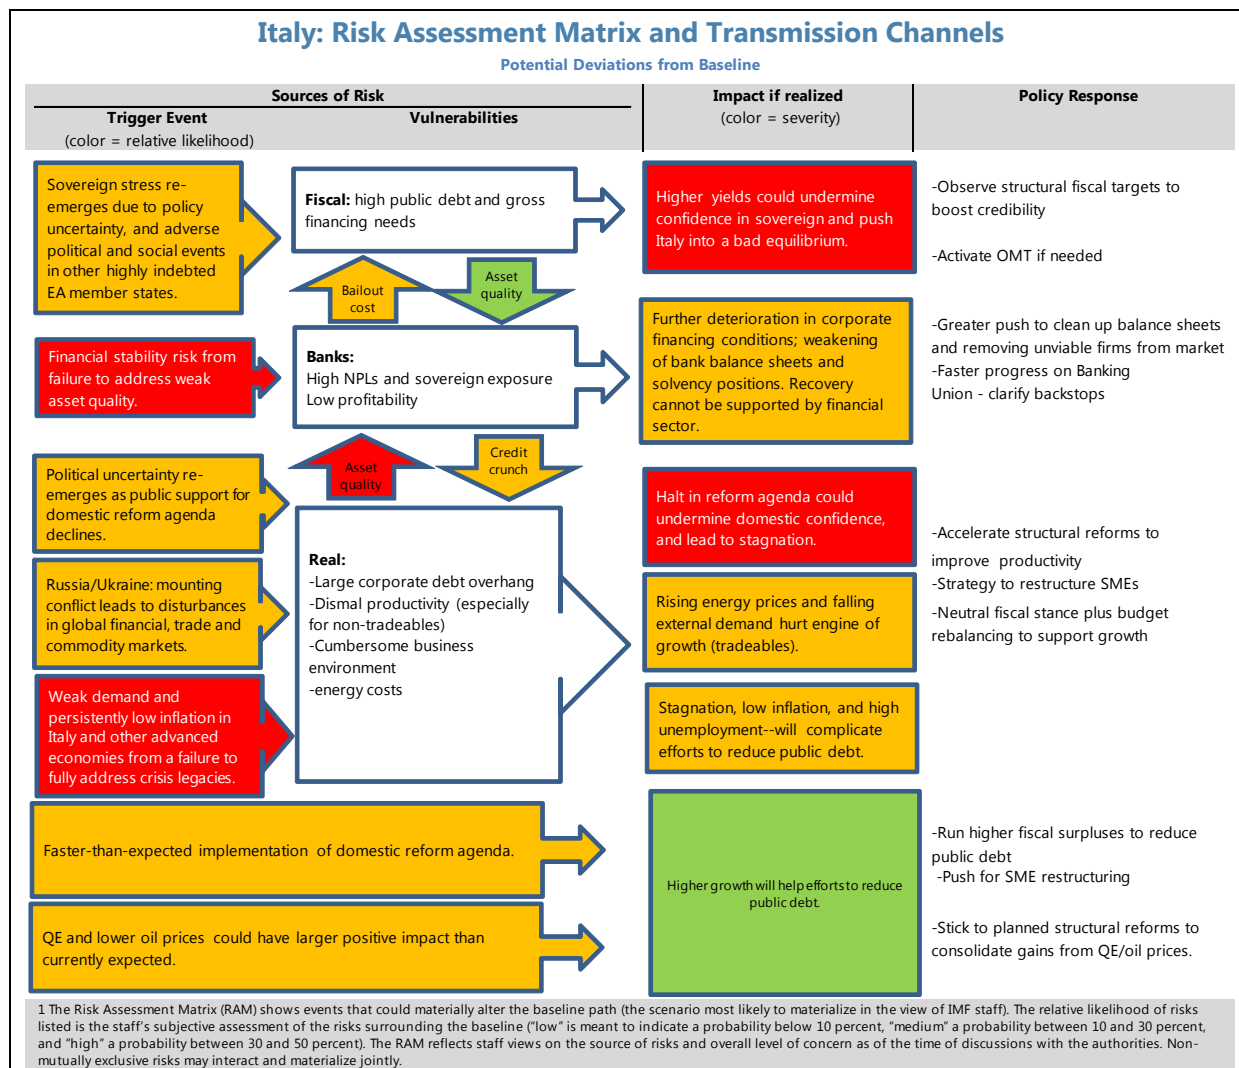 Italy: Risk Assessment Matrix and Transmission Channels
Potential Deviations from Baseline
Sources of Risk
Trigger Event
(color = relative likelihood)
Vulnerabilities
Impact if realized
(color = severity)
Policy Response
Sovereign stress re-
emerges due to policy
uncertainty, and adverse
political and social events
in other highly indebted
EA member states.
Fiscal: high public debt and gross
financing needs
Higher yields could undermine
confidence in sovereign and push
Italy into a bad equilibrium.
-Observe structural fiscal targets to
boost credibility
-Activate OMT if needed
Bailout
cost
Asset
quality
Financial stability risk from
failure to address weak
asset quality.
Banks:
High NPLs and sovereign exposure
Low profitability
Further deterioration in corporate
financing conditions; weakening
of bank balance sheets and
solvency positions. Recovery
cannot be supported by financial
sector.
-Greater push to clean up balance sheets
and removing unviable firms from market
-Faster progress on Banking
Union - clarify backstops
Asset
quality
Credit
crunch
Political uncertainty re-
emerges as public support for
domestic reform agenda
declines.
Russia/Ukraine: mounting
conflict leads to disturbances
in global financial, trade and
commodity markets.
Weak demand and
persistently low inflation in
Italy and other advanced
economies from a failure to
fully address crisis legacies.
Real:
-Large corporate debt overhang
-Dismal productivity (especially
for non-tradeables)
-Cumbersome business
environment
-energy costs
Halt in reform agenda could
undermine domestic confidence,
and lead to stagnation.
Rising energy prices and falling
external demand hurt engine of
growth (tradeables).
Stagnation, low inflation, and high
unemployment--will complicate
efforts to reduce public debt.
-Accelerate structural reforms to
improve productivity
-Strategy to restructure SMEs
-Neutral fiscal stance plus budget
rebalancing to support growth
Faster-than-expected implementation of domestic reform agenda.
QE and lower oil prices could have larger positive impact than
currently expected.
Higher growth will help efforts to reduce
public debt.
-Run higher fiscal surpluses to reduce
public debt
-Push for SME restructuring
-Stick to planned structural reforms to
consolidate gains from QE/oil prices.
1 The Risk Assessment Matrix (RAM) shows events that could materially alter the baseline path (the scenario most likely to materialize in the view of IMF staff). The relative likelihood of risks
listed is the staff's subjective assessment of the risks surrounding the baseline ("low" is meant to indicate a probability below 10 percent, "medium" a probability between 10 and 30 percent,
and "high" a probability between 30 and 50 percent). The RAM reflects staff views on the source of risks and overall level of concern as of the time of discussions with the authorities. Non-
mutually exclusive risks may interact and materialize jointly.